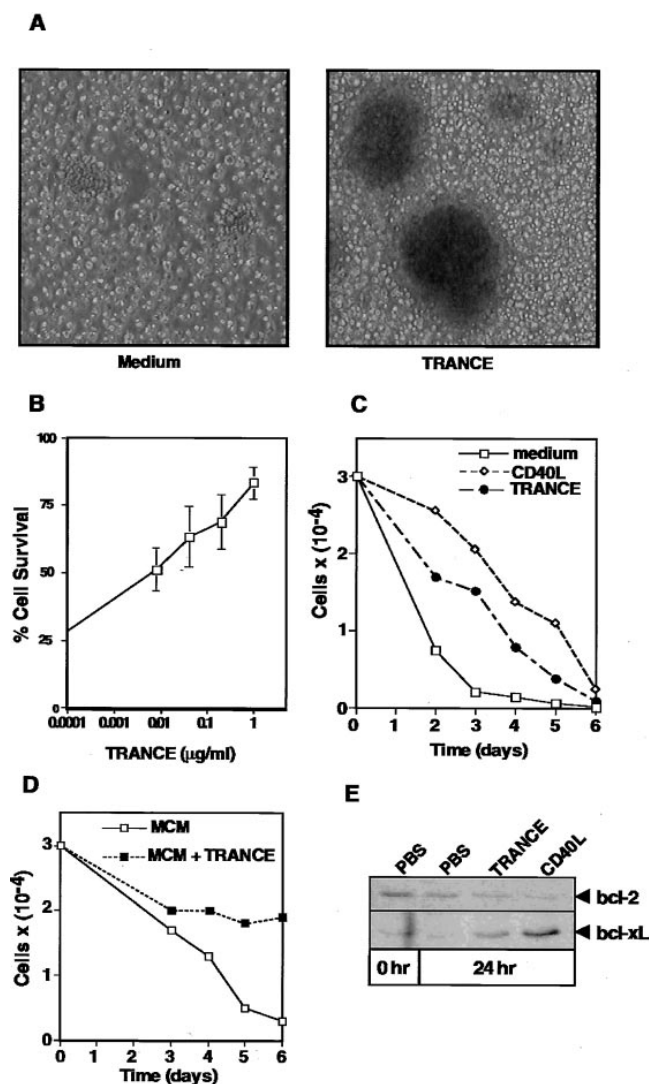 A
Medium
TRANCE
B
100
75
50
25
0
% Cell Survival
0.0001 0.001 0.01 0.1 1
TRANCE (µg/ml)
C
medium
CD40L
TRANCE
3
2
1
0
Cells x (10⁻⁴)
0 1 2 3 4 5 6
Time (days)
D
MCM
MCM + TRANCE
3
2
1
0
Cells x (10⁻⁴)
0 1 2 3 4 5 6
Time (days)
E
PBS PBS TRANCE CD40L
bcl-2
bcl-xL
0 hr 24 hr